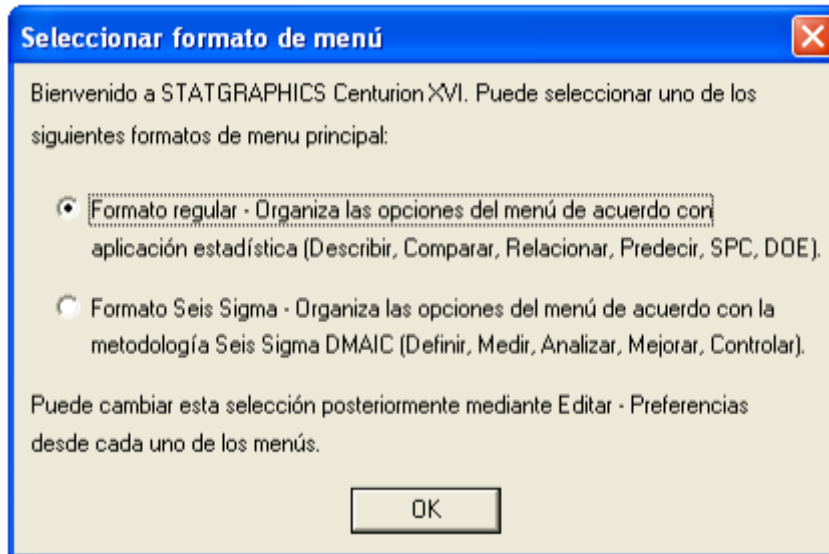 Seleccionar formato de menú
Bienvenido a STATGRAPHICS Centurion XVI. Puede seleccionar uno de los
siguientes formatos de menu principal:
Formato regular - Organiza las opciones del menú de acuerdo con
aplicación estadística (Describir, Comparar, Relacionar, Predecir, SPC, DOE).
Formato Seis Sigma - Organiza las opciones del menú de acuerdo con la
metodología Seis Sigma DMAIC (Definir, Medir, Analizar, Mejorar, Controlar).
Puede cambiar esta selección posteriormente mediante Editar - Preferencias
desde cada uno de los menús.
OK